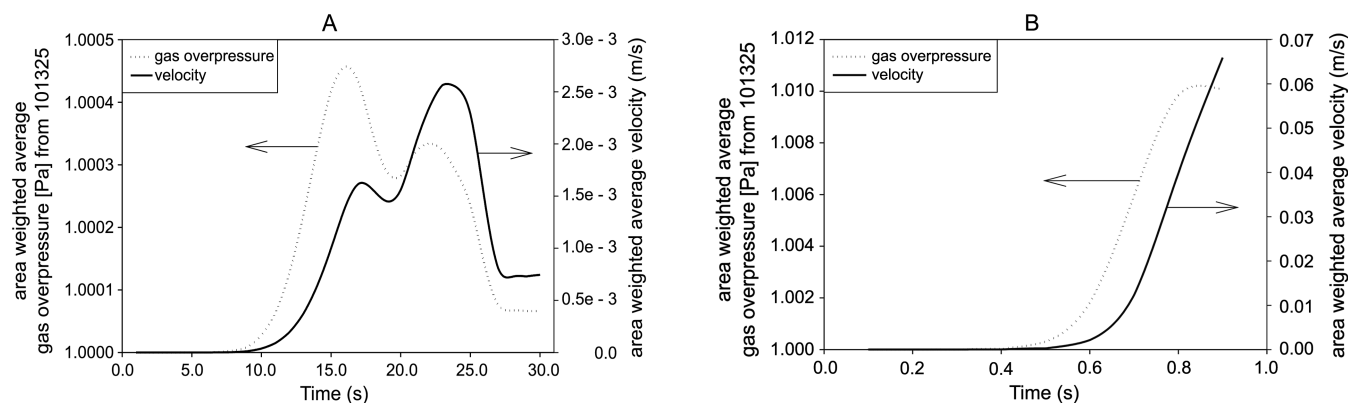 A
area weighted average
gas overpressure [Pa] from 101325
1.0005
1.0004
1.0003
1.0002
1.0001
1.0000
gas overpressure
velocity
3.0e - 3
2.5e - 3
2.0e - 3
1.5e - 3
1.0e - 3
0.5e - 3
0.0
area weighted average velocity (m/s)
0.0 5.0 10.0 15.0 20.0 25.0 30.0
Time (s)
B
area weighted average
gas overpressure [Pa] from 101325
1.012
1.010
1.008
1.006
1.004
1.002
1.000
gas overpressure
velocity
0.07
0.06
0.05
0.04
0.03
0.02
0.01
0.00
area weighted average velocity (m/s)
0.0 0.2 0.4 0.6 0.8 1.0
Time (s)